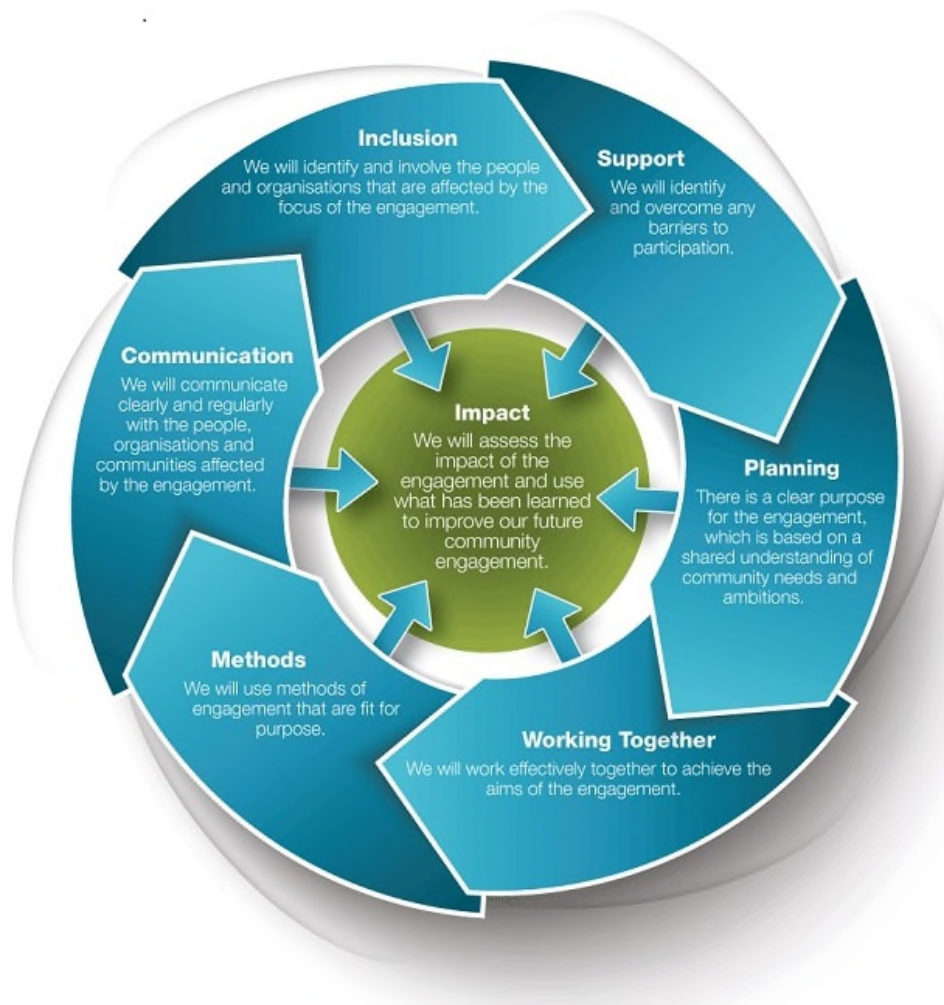 Inclusion
We will identify and involve the people
and organisations that are affected by the
focus of the engagement.
Support
We will identify
and overcome any
barriers to
participation.
Planning
There is a clear purpose
for the engagement,
which is based on a
shared understanding of
community needs and
ambitions.
Working Together
We will work effectively together to achieve the
aims of the engagement.
Methods
We will use methods of
engagement that are fit for
purpose.
Communication
We will communicate
clearly and regularly
with the people,
organisations and
communities affected
by the engagement.
Impact
We will assess the
impact of the
engagement and use
what has been learned
to improve our future
community
engagement.